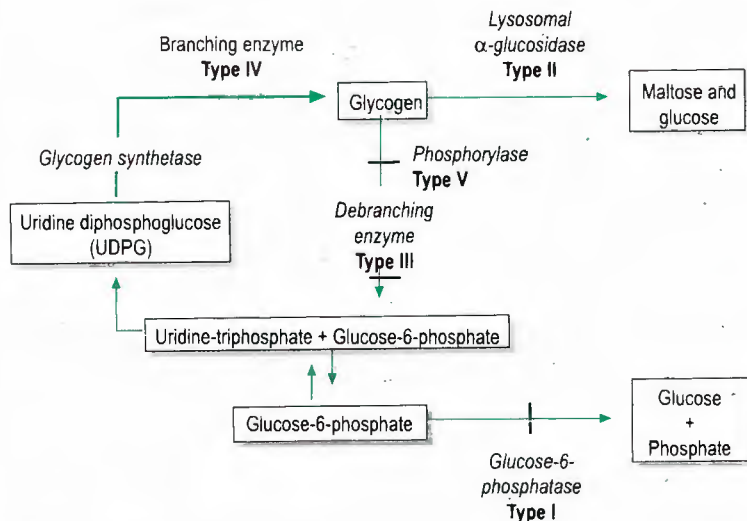 Branching enzyme
Type IV
Lysosomal
α-glucosidase
Type II
Glycogen
Maltose and
glucose
Glycogen synthetase
Phosphorylase
Type V
Uridine diphosphoglucose
(UDPG)
Debranching
enzyme
Type III
Uridine-triphosphate + Glucose-6-phosphate
Glucose-6-phosphate
Glucose
+
Phosphate
Glucose-6-
phosphatase
Type I